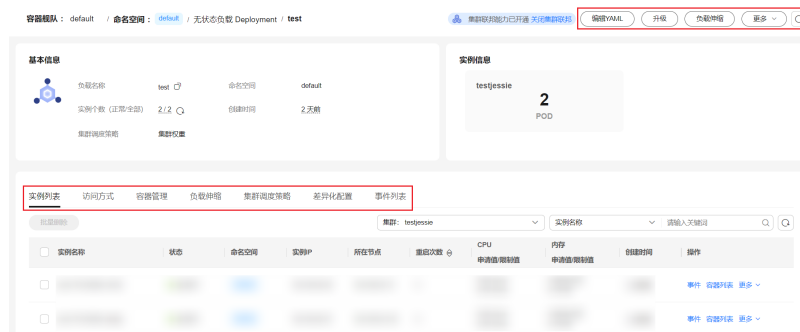 容器舰队： default / 命名空间： default / 无状态负载 Deployment / test 集群联邦能力已开通 关闭集群联邦 编辑YAML 升级 负载伸缩 更多
基本信息
负载名称 test 命名空间 default
实例个数（正常/全部） 2 / 2 创建时间 2 天前
集群调度策略 集群权重
实例信息
testjessie
2
POD
实例列表 访问方式 容器管理 负载伸缩 集群调度策略 差异化配置 事件列表
批量删除 集群： testjessie 实例名称 请输入关键词
实例名称 状态 命名空间 实例IP 所在节点 重启次数 CPU 申请值/限制值 内存 申请值/限制值 创建时间 操作
事件 容器列表 更多
事件 容器列表 更多